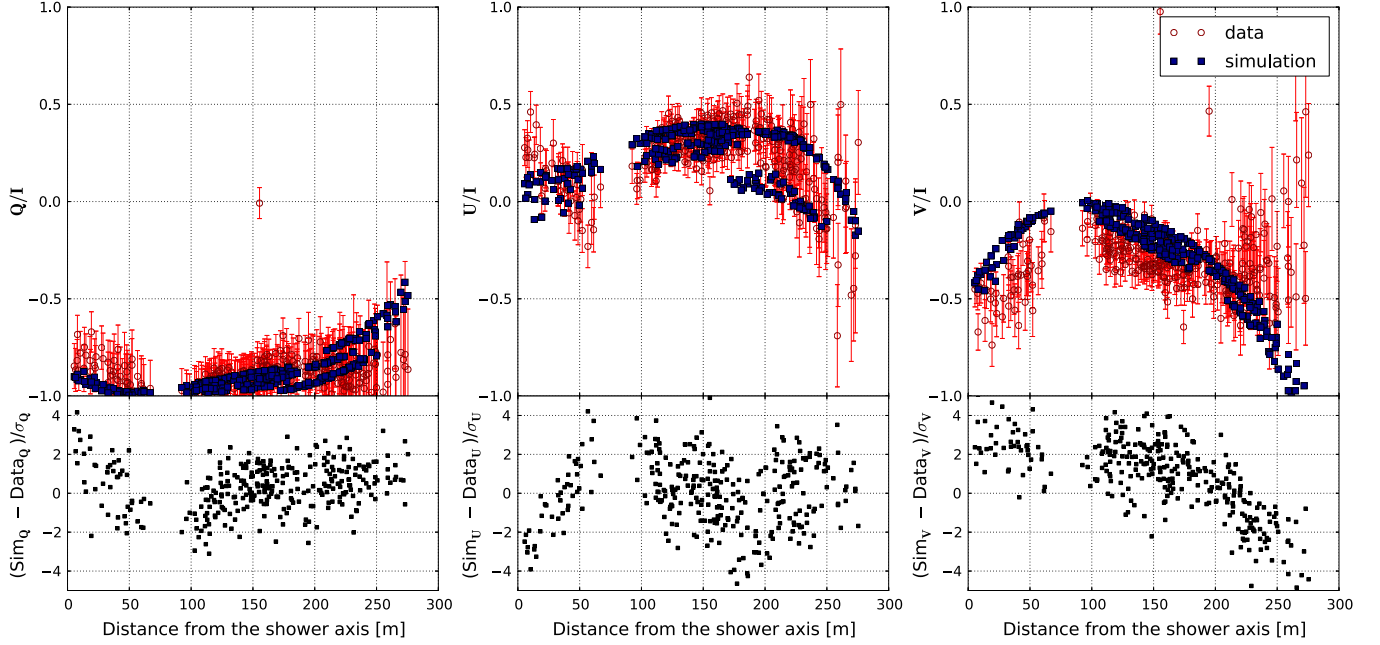 1.0
0.5
0.0
−0.5
−1.0
Q/I
4
2
0
−2
−4
(Sim_Q − Data_Q)/σ_Q
0 50 100 150 200 250 300
Distance from the shower axis [m]
1.0
0.5
0.0
−0.5
−1.0
U/I
4
2
0
−2
−4
(Sim_U − Data_U)/σ_U
0 50 100 150 200 250 300
Distance from the shower axis [m]
1.0
0.5
0.0
−0.5
−1.0
V/I
data
simulation
4
2
0
−2
−4
(Sim_V − Data_V)/σ_V
0 50 100 150 200 250 300
Distance from the shower axis [m]